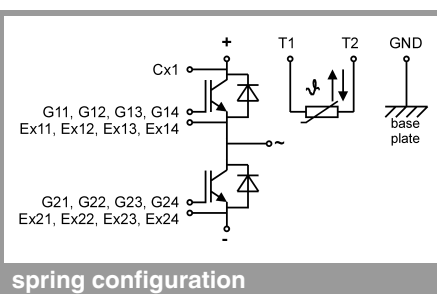 + T1 T2 GND
Cx1
ϑ
G11, G12, G13, G14
Ex11, Ex12, Ex13, Ex14
base
plate
~
G21, G22, G23, G24
Ex21, Ex22, Ex23, Ex24
-
spring configuration